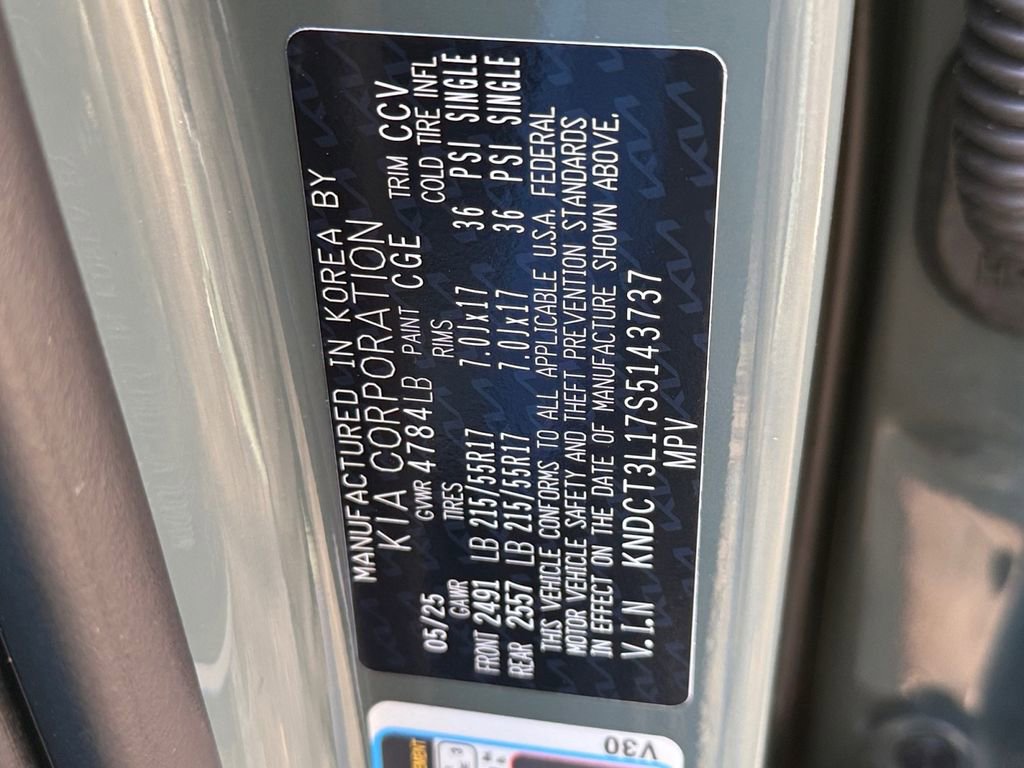 MANUFACTURED IN KOREA BY
KIA CORPORATION
05/25 GVWR 4784LB PAINT CGE TRIM CCV
GAWR TIRES RIMS COLD TIRE INFL
FRONT 2491 LB 215/55R17 7.0Jx17 36 PSI SINGLE
REAR 2557 LB 215/55R17 7.0Jx17 36 PSI SINGLE
THIS VEHICLE CONFORMS TO ALL APPLICABLE U.S.A. FEDERAL
MOTOR VEHICLE SAFETY AND THEFT PREVENTION STANDARDS
IN EFFECT ON THE DATE OF MANUFACTURE SHOWN ABOVE.
V.I.N KNDCT3L17S5143737
MPV
V30